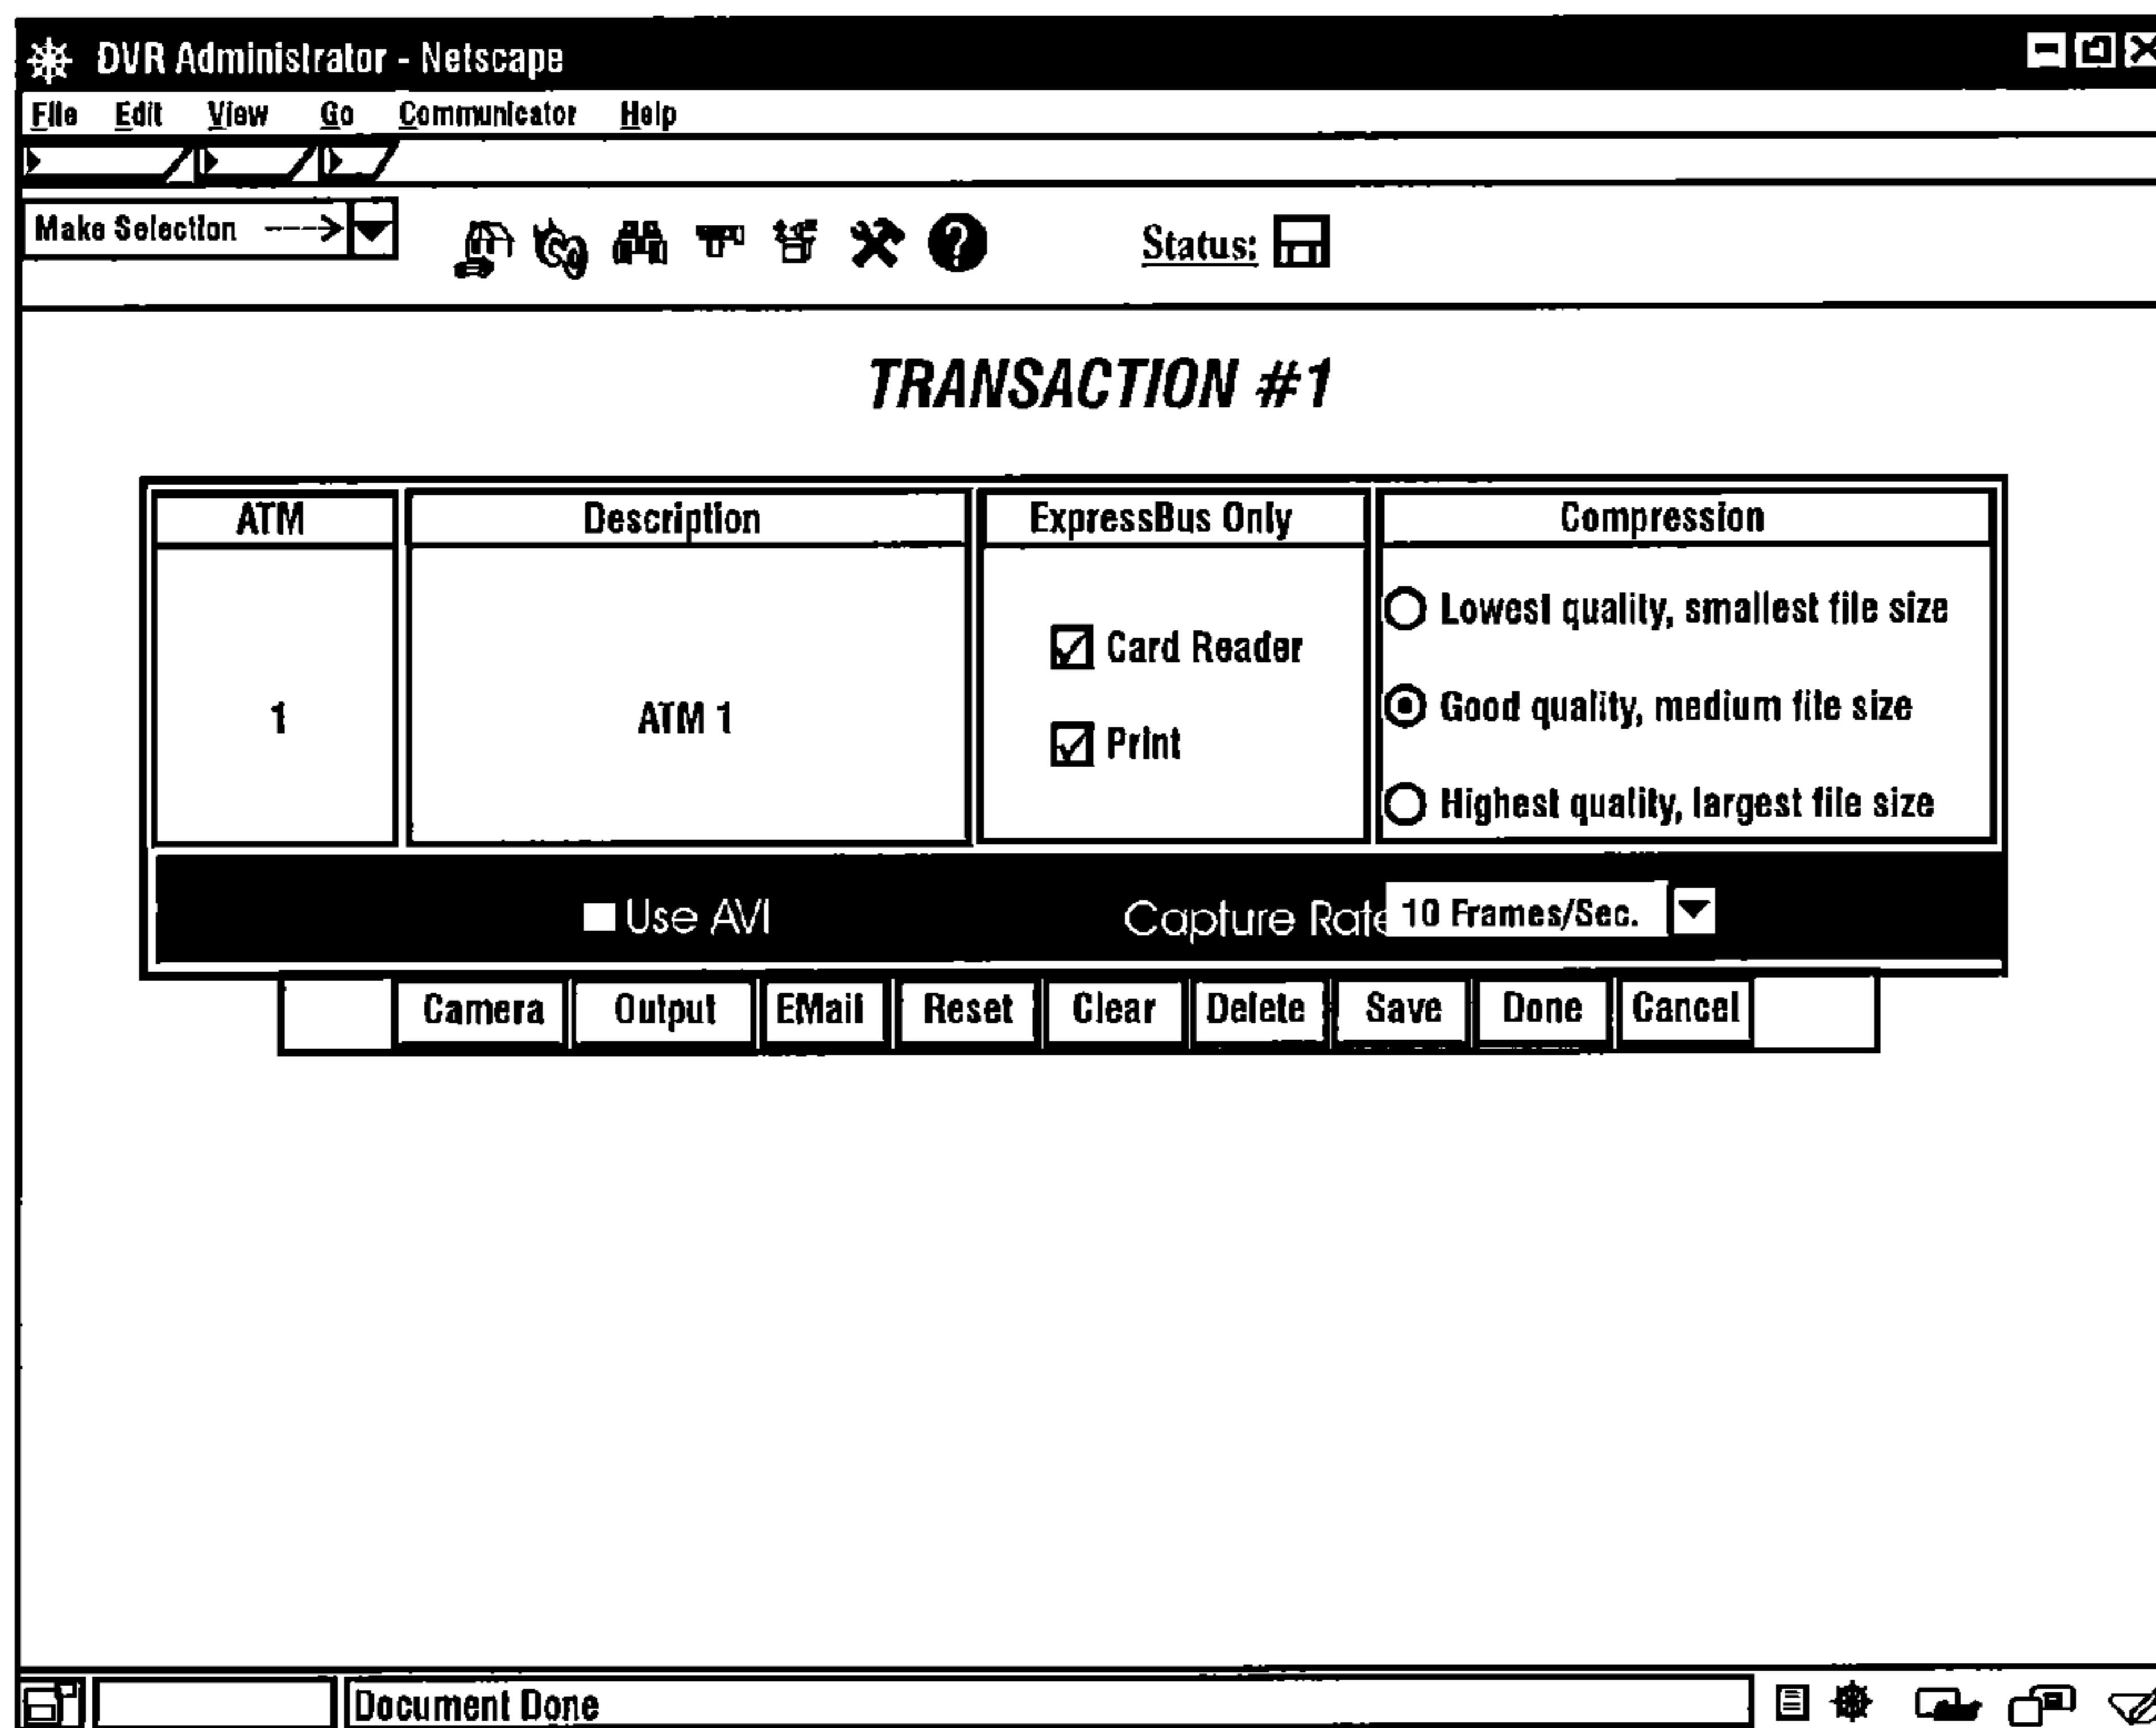 DVR Administrator - Netscape
File Edit View Go Communicator Help
Make Selection ----> Status:
TRANSACTION #1
ATM Description ExpressBus Only Compression
Lowest quality, smallest file size
Card Reader
1 ATM 1 Good quality, medium file size
Print
Highest quality, largest file size
Use AVI Capture Rate 10 Frames/Sec.
Camera Output EMail Reset Clear Delete Save Done Cancel
Document Done